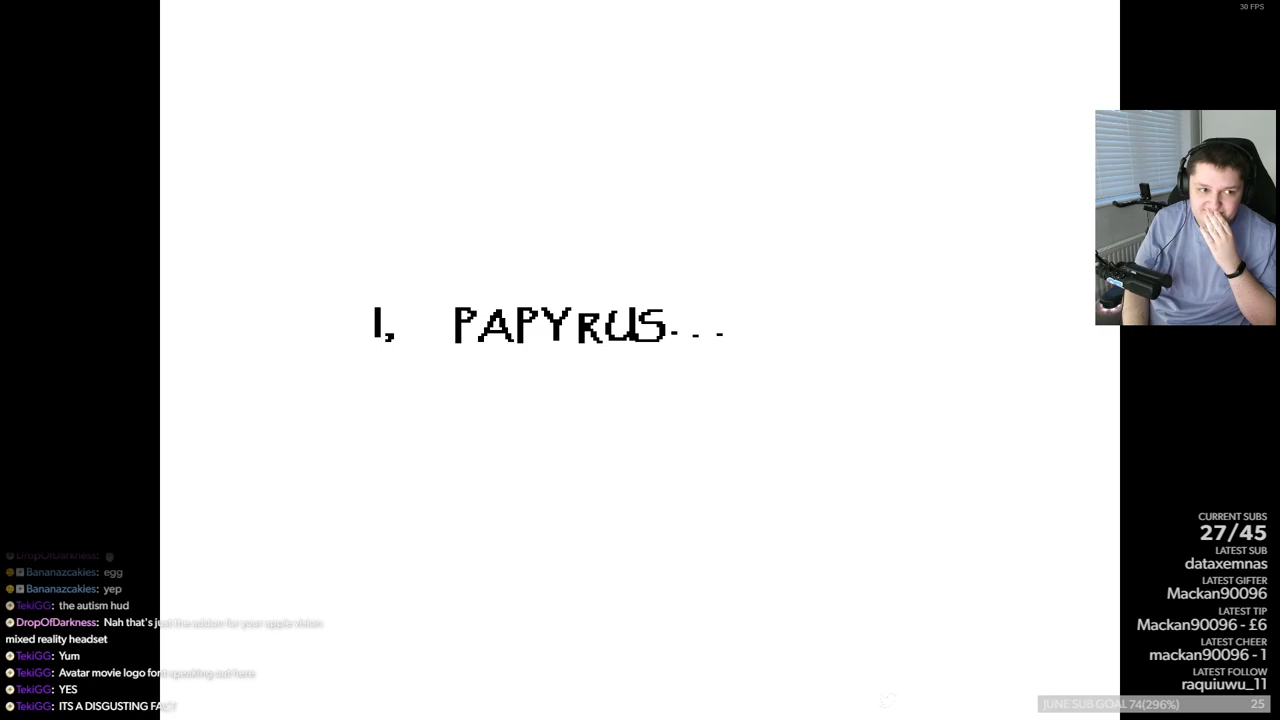 30 FPS
I, PAPYRUS...
DropOfDarkness:
Bananazcakies: egg
Bananazcakies: yep
TekiGG: the autism hud
DropOfDarkness: Nah that's just the addon for your apple vision
mixed reality headset
TekiGG: Yum
TekiGG: Avatar movie logo font speaking out here
TekiGG: YES
TekiGG: ITS A DISGUSTING FACT
CURRENT SUBS
27/45
LATEST SUB
dataxemnas
LATEST GIFTER
Mackan90096
LATEST TIP
Mackan90096 - £6
LATEST CHEER
mackan90096 - 1
LATEST FOLLOW
raquiuwu_11
JUNE SUB GOAL 74(296%) 25